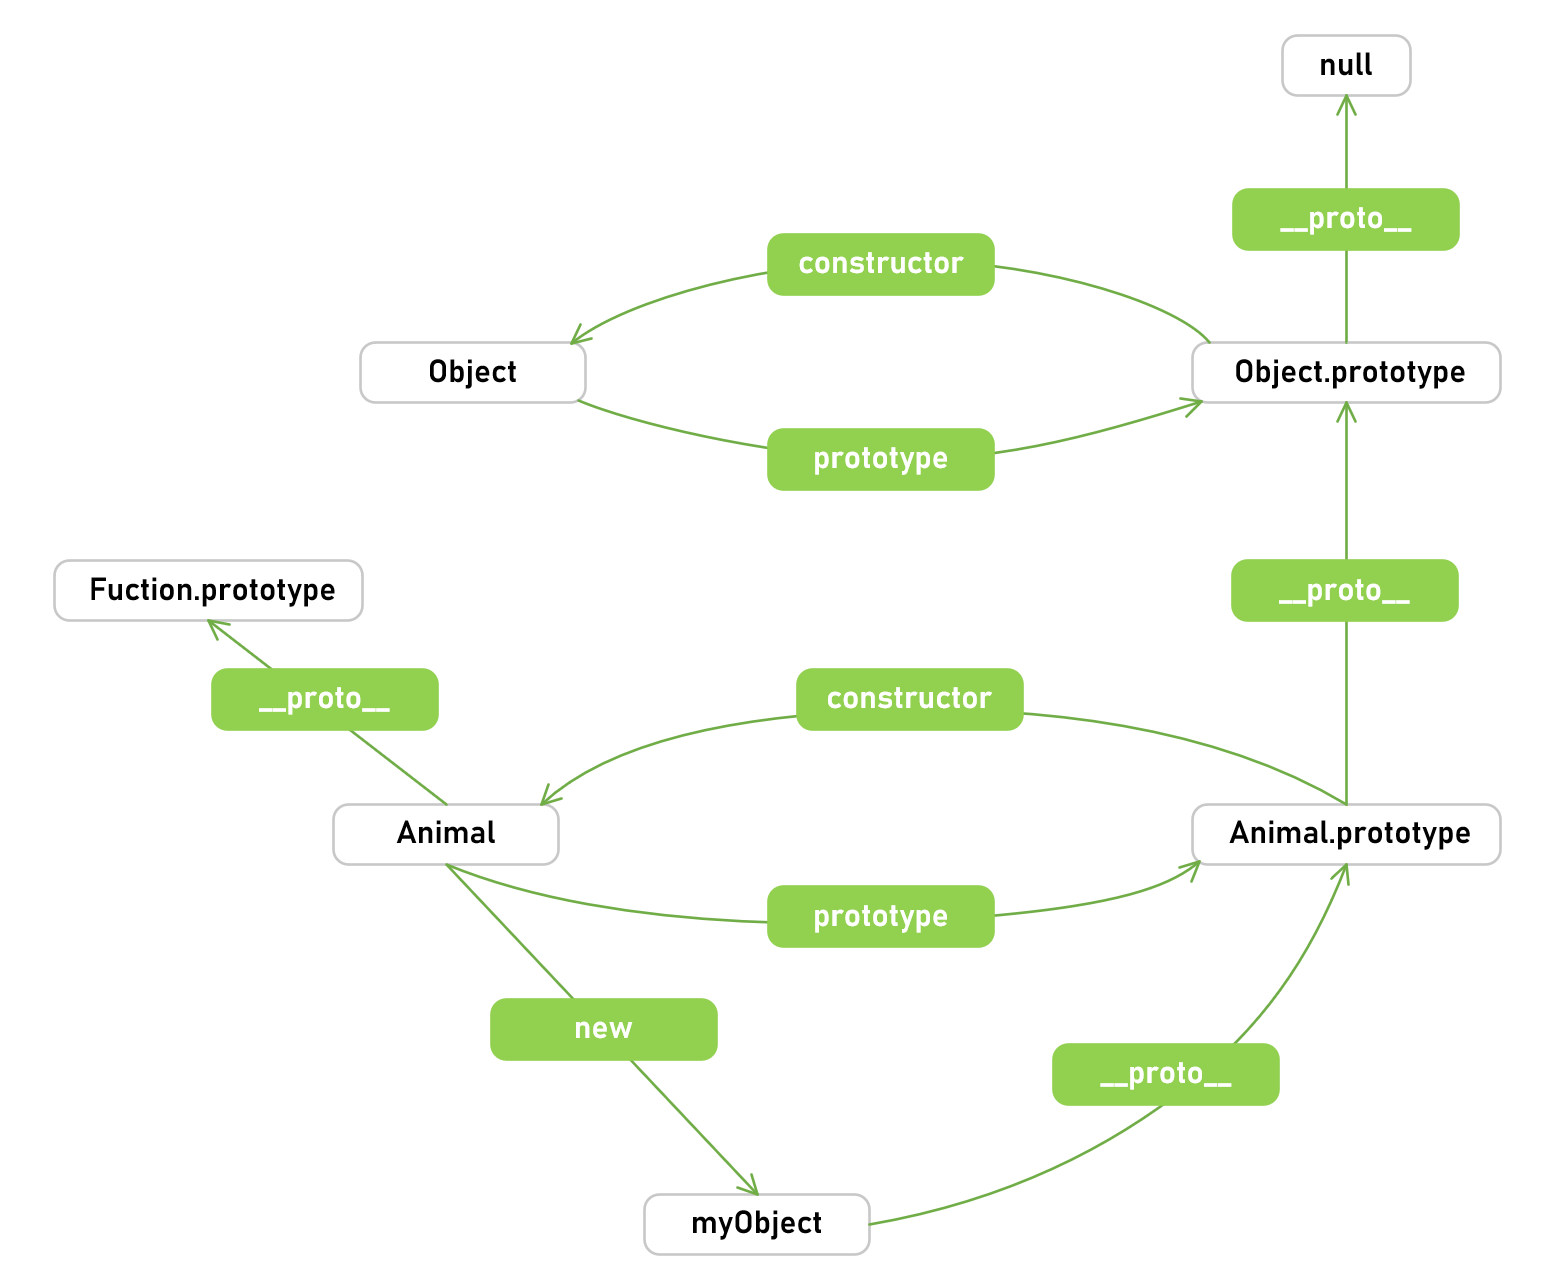 null
__proto__
constructor
Object
Object.prototype
prototype
Fuction.prototype
__proto__
__proto__
constructor
Animal
Animal.prototype
prototype
new
__proto__
myObject